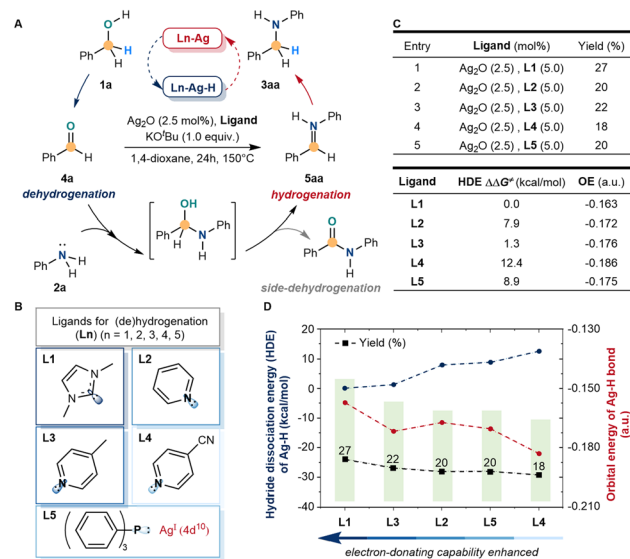 A
H
O
Ph
H
H
1a
Ln-Ag
Ln-Ag-H
H
N
Ph
Ph
H
H
3aa
Ag₂O (2.5 mol%), Ligand
KOᵗBu (1.0 equiv.)
1,4-dioxane, 24h, 150°C
O
Ph
H
4a
dehydrogenation
HN
Ph
Ph
H
5aa
hydrogenation
OH
Ph
H
N
H
Ph
O
Ph
N
H
Ph
side-dehydrogenation
Ph
N
H
H
2a
B
Ligands for (de)hydrogenation
(Ln) (n = 1, 2, 3, 4, 5)
L1
N
N
L2
N
L3
N
L4
CN
N
L5
( )₃ P: Agᴵ (4d¹⁰)
C
Entry Ligand (mol%) Yield (%)
1 Ag₂O (2.5) , L1 (5.0) 27
2 Ag₂O (2.5) , L2 (5.0) 20
3 Ag₂O (2.5) , L3 (5.0) 22
4 Ag₂O (2.5) , L4 (5.0) 18
5 Ag₂O (2.5) , L5 (5.0) 20
Ligand HDE ΔΔG≠ (kcal/mol) OE (a.u.)
L1 0.0 -0.163
L2 7.9 -0.172
L3 1.3 -0.176
L4 12.4 -0.186
L5 8.9 -0.175
D
Hydride dissociation energy (HDE)
of Ag-H (kcal/mol)
30
20
10
0
-10
-20
-30
-40
Yield (%)
27
22
20
20
18
-0.130
-0.150
-0.180
-0.210
Orbital energy of Ag-H bond
(a.u.)
L1 L3 L2 L5 L4
electron-donating capability enhanced